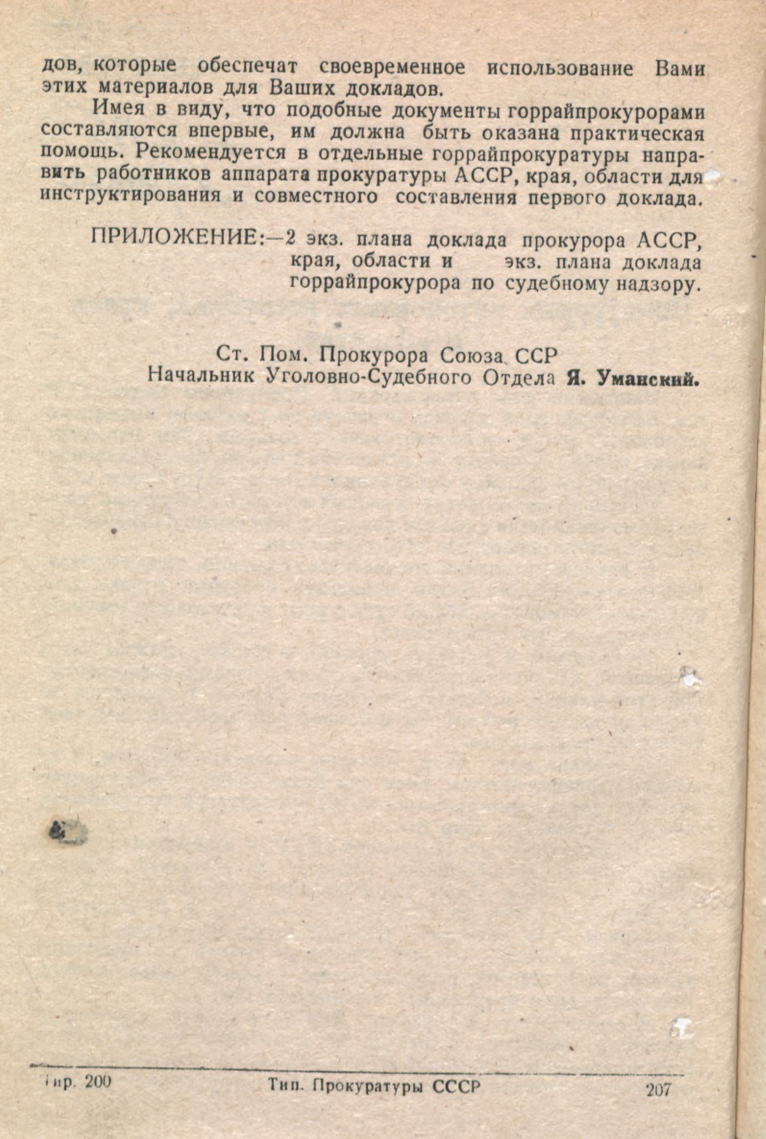 дов, которые обеспечат своевременное использование Вами
этих материалов для Ваших докладов.
Имея в виду, что подобные документы горрайпрокурорами
составляются впервые, им должна быть оказана практическая
помощь. Рекомендуется в отдельные горрайпрокуратуры напра-
вить работников аппарата прокуратуры АССР, края, области для
инструктирования и совместного составления первого доклада.
ПРИЛОЖЕНИЕ:—2 экз. плана доклада прокурора АССР,
края, области и экз. плана доклада
горрайпрокурора по судебному надзору.
Ст. Пом. Прокурора Союза ССР
Начальник Уголовно-Судебного Отдела Я. Уманский.
Тир. 200 Тип. Прокуратуры СССР 207